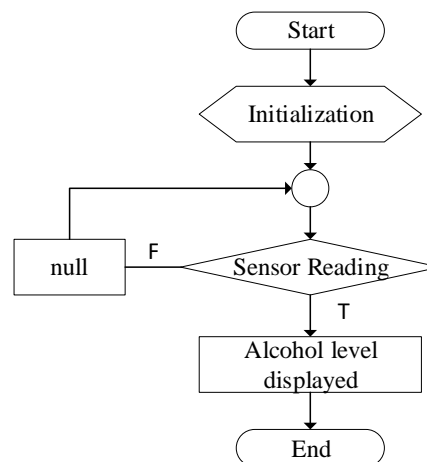 Start
Initialization
F
null
Sensor Reading
T
Alcohol level
displayed
End